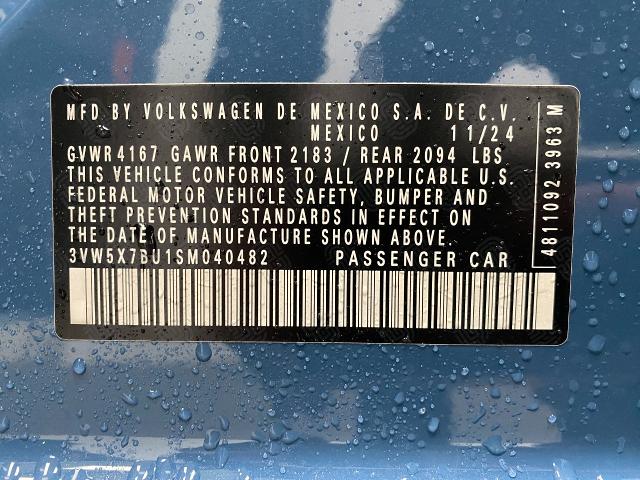 MFD BY VOLKSWAGEN DE MEXICO S.A. DE C.V.
MEXICO 11/24
GVWR 4167 GAWR FRONT 2183 / REAR 2094 LBS
THIS VEHICLE CONFORMS TO ALL APPLICABLE U.S.
FEDERAL MOTOR VEHICLE SAFETY, BUMPER AND
THEFT PREVENTION STANDARDS IN EFFECT ON
THE DATE OF MANUFACTURE SHOWN ABOVE.
3VW5X7BU1SM040482 PASSENGER CAR
4811092 3963 M